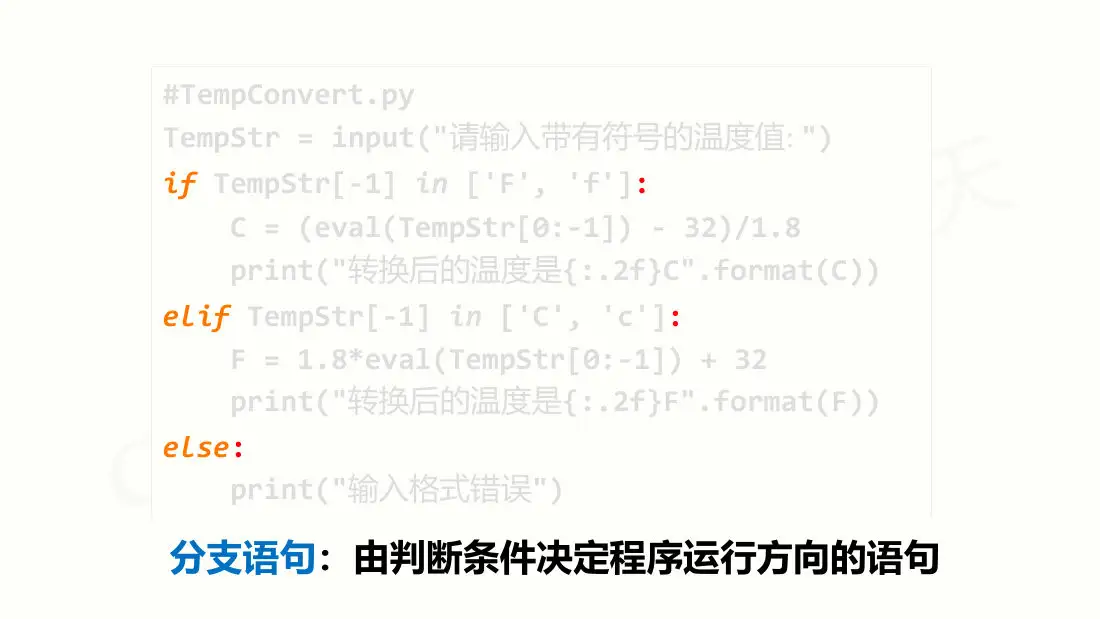 #TempConvert.py
TempStr = input("请输入带有符号的温度值: ")
if TempStr[-1] in ['F', 'f']:
    C = (eval(TempStr[0:-1]) - 32)/1.8
    print("转换后的温度是{:.2f}C".format(C))
elif TempStr[-1] in ['C', 'c']:
    F = 1.8*eval(TempStr[0:-1]) + 32
    print("转换后的温度是{:.2f}F".format(F))
else:
    print("输入格式错误")
分支语句：由判断条件决定程序运行方向的语句